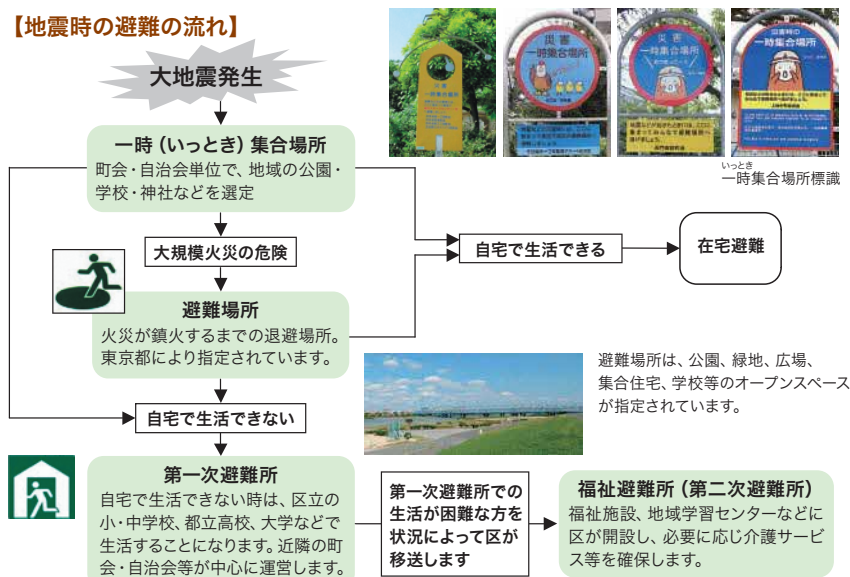 【地震時の避難の流れ】
大地震発生
一時（いっとき）集合場所
町会・自治会単位で、地域の公園・
学校・神社などを選定
災害
一時集合場所
災害
一時集合場所
災害
一時集合場所
災害時の
一時集合場所
いっとき
一時集合場所標識
大規模火災の危険
自宅で生活できる
在宅避難
避難場所
火災が鎮火するまでの退避場所。
東京都により指定されています。
避難場所は、公園、緑地、広場、
集合住宅、学校等のオープンスペース
が指定されています。
自宅で生活できない
第一次避難所
自宅で生活できない時は、区立の
小・中学校、都立高校、大学などで
生活することになります。近隣の町
会・自治会等が中心に運営します。
第一次避難所での
生活が困難な方を
状況によって区が
移送します
福祉避難所（第二次避難所）
福祉施設、地域学習センターなどに
区が開設し、必要に応じ介護サービ
ス等を確保します。